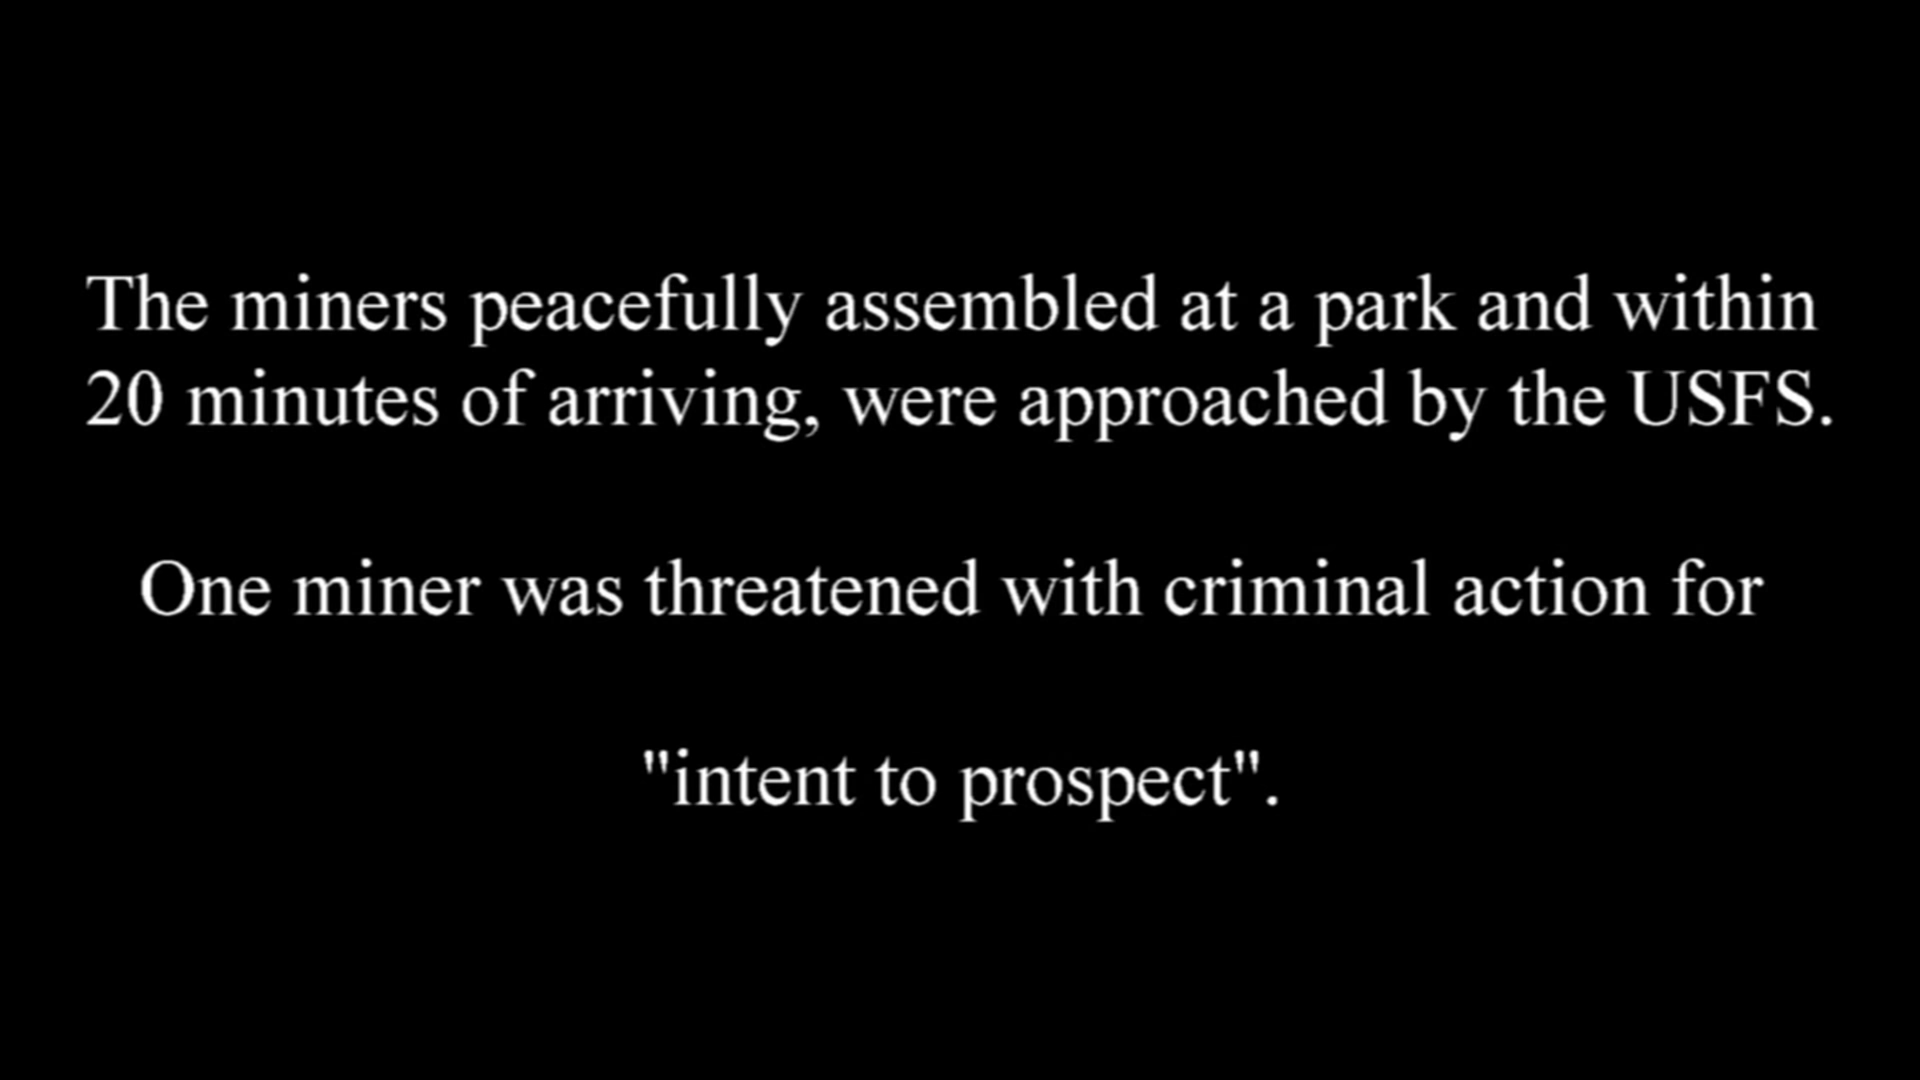 The miners peacefully assembled at a park and within
20 minutes of arriving, were approached by the USFS.
One miner was threatened with criminal action for
"intent to prospect".